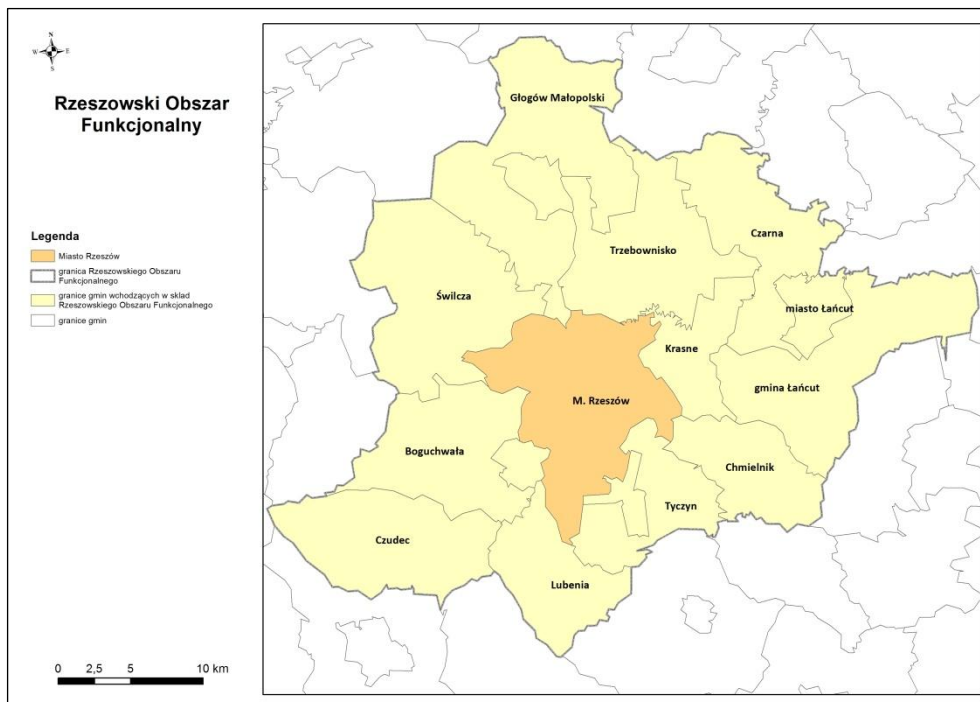 N
W E
S
Rzeszowski Obszar
Funkcjonalny
Legenda
Miasto Rzeszów
granica Rzeszowskiego Obszaru
Funkcjonalnego
granice gmin wchodzących w skład
Rzeszowskiego Obszaru Funkcjonalnego
granice gmin
0 2,5 5 10 km
Głogów Małopolski
Czarna
Trzebownisko
Świlcza
miasto Łańcut
Krasne
gmina Łańcut
M. Rzeszów
Boguchwała
Chmielnik
Tyczyn
Czudec
Lubenia